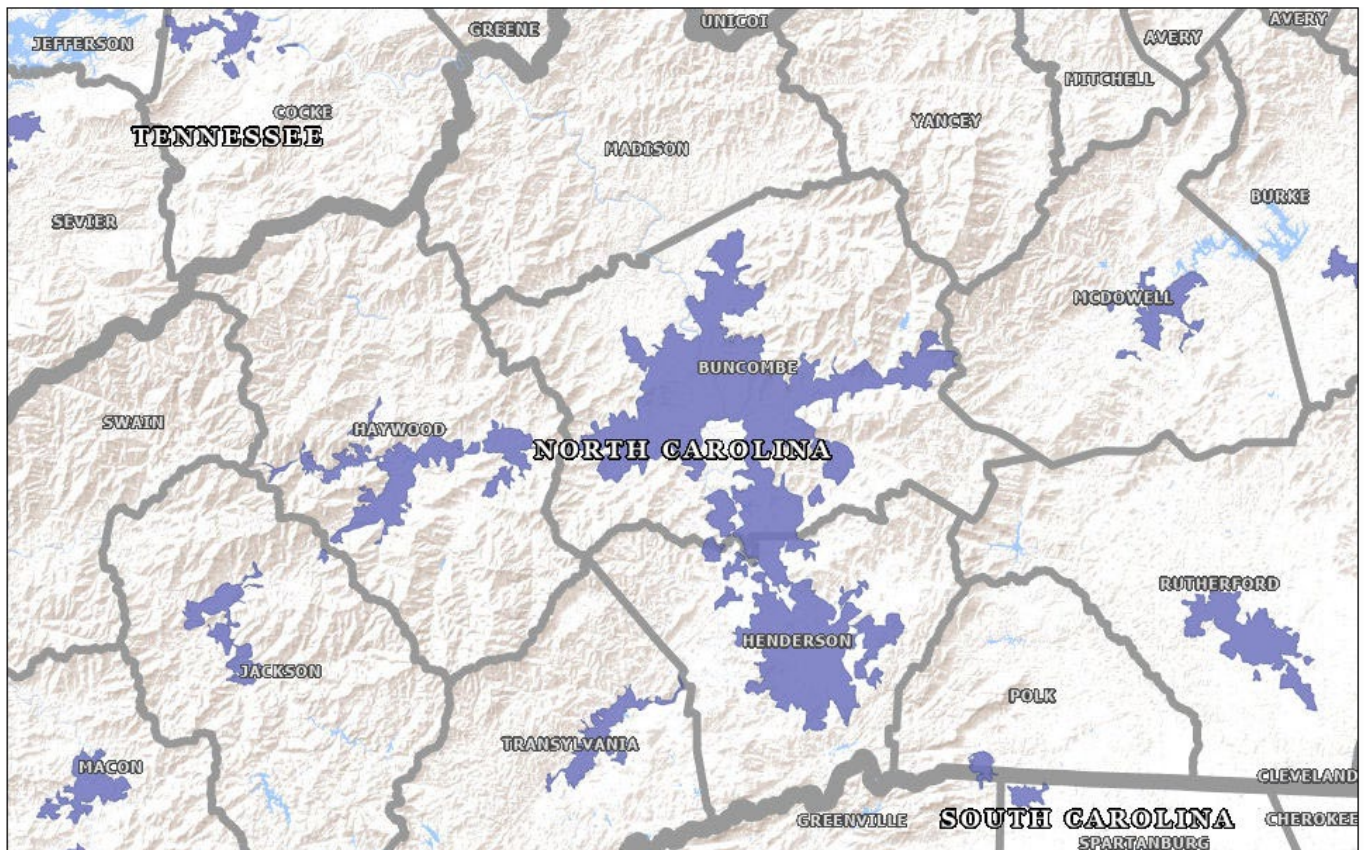 GREENE
UNICOI
AVERY
AVERY
JEFFERSON
MITCHELL
COCKE
YANCEY
TENNESSEE
MADISON
BURKE
SEVIER
MCDOWELL
BUNCOMBE
SWAIN
HAYWOOD
NORTH CAROLINA
RUTHERFORD
HENDERSON
JACKSON
POLK
TRANSYLVANIA
MACON
CLEVELAND
GREENVILLE
SOUTH CAROLINA
CHEROKEE
SPARTANBURG